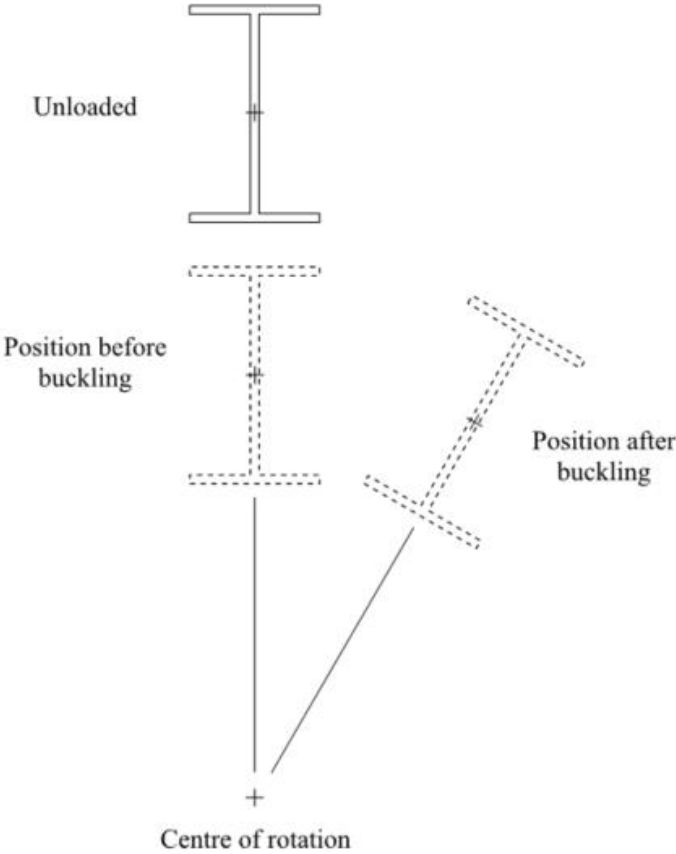 Unloaded
Position before
buckling
Position after
buckling
Centre of rotation